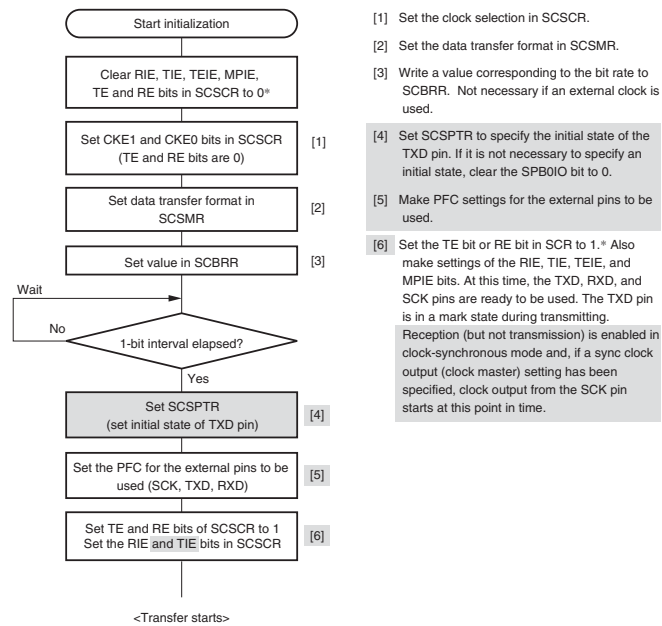 Start initialization
Clear RIE, TIE, TEIE, MPIE,
TE and RE bits in SCSCR to 0*
Set CKE1 and CKE0 bits in SCSCR
(TE and RE bits are 0)
[1]
Set data transfer format in
SCSMR
[2]
Set value in SCBRR
[3]
Wait
No
1-bit interval elapsed?
Yes
Set SCSPTR
(set initial state of TXD pin)
[4]
Set the PFC for the external pins to be
used (SCK, TXD, RXD)
[5]
Set TE and RE bits of SCSCR to 1
Set the RIE and TIE bits in SCSCR
[6]
<Transfer starts>
[1] Set the clock selection in SCSCR.
[2] Set the data transfer format in SCSMR.
[3] Write a value corresponding to the bit rate to
SCBRR. Not necessary if an external clock is
used.
[4] Set SCSPTR to specify the initial state of the
TXD pin. If it is not necessary to specify an
initial state, clear the SPB0IO bit to 0.
[5] Make PFC settings for the external pins to be
used.
[6] Set the TE bit or RE bit in SCR to 1.* Also
make settings of the RIE, TIE, TEIE, and
MPIE bits. At this time, the TXD, RXD, and
SCK pins are ready to be used. The TXD pin
is in a mark state during transmitting.
Reception (but not transmission) is enabled in
clock-synchronous mode and, if a sync clock
output (clock master) setting has been
specified, clock output from the SCK pin
starts at this point in time.